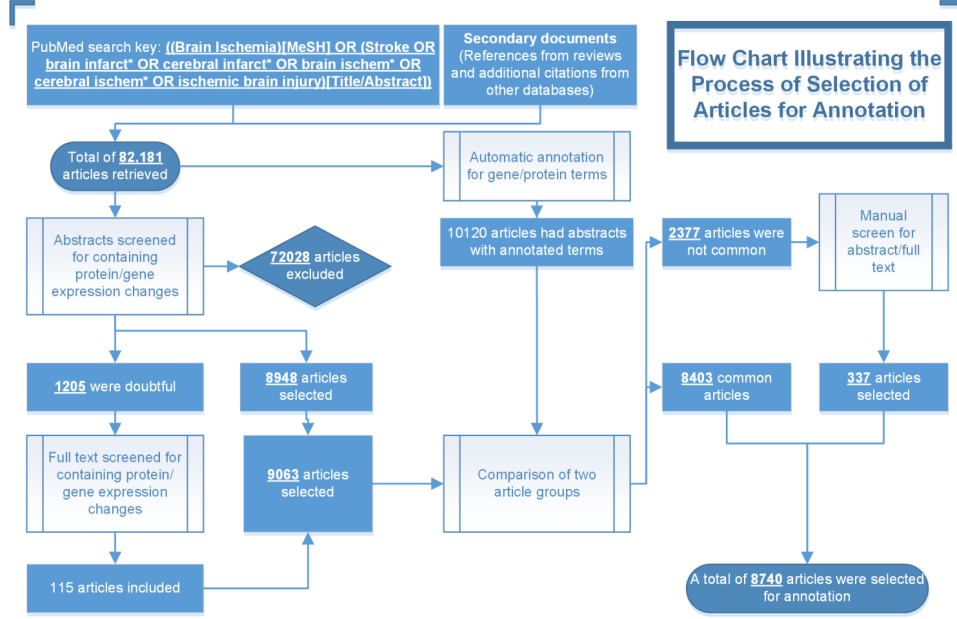 PubMed search key: ((Brain Ischemia)[MeSH] OR (Stroke OR
brain infarct* OR cerebral infarct* OR brain ischem* OR
cerebral ischem* OR ischemic brain injury)[Title/Abstract])
Secondary documents
(References from reviews
and additional citations from
other databases)
Flow Chart Illustrating the
Process of Selection of
Articles for Annotation
Total of 82,181
articles retrieved
Automatic annotation
for gene/protein terms
Abstracts screened
for containing
protein/gene
expression changes
72028 articles
excluded
10120 articles had abstracts
with annotated terms
2377 articles were
not common
Manual
screen for
abstract/full
text
1205 were doubtful
8948 articles
selected
8403 common
articles
337 articles
selected
Full text screened for
containing protein/
gene expression
changes
9063 articles
selected
Comparison of two
article groups
115 articles included
A total of 8740 articles were selected
for annotation